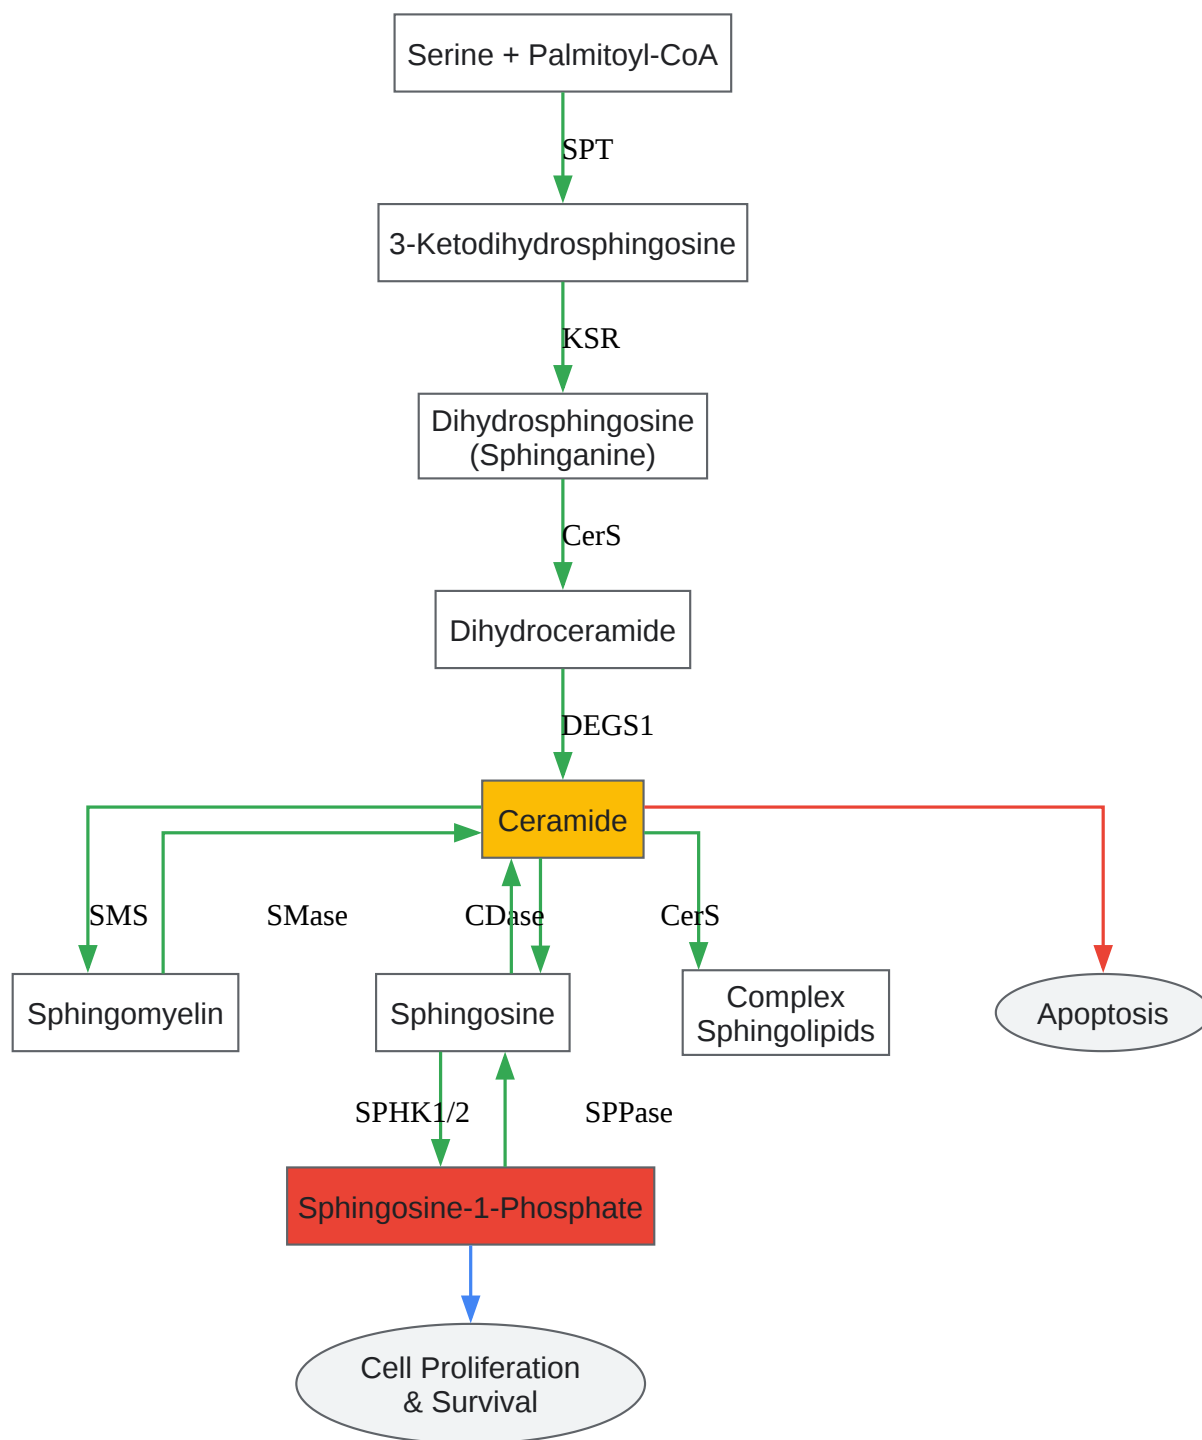 Serine + Palmitoyl-CoA
SPT
3-Ketodihydrosphingosine
KSR
Dihydrosphingosine
(Sphinganine)
CerS
Dihydroceramide
DEGS1
Ceramide
SMS
SMase
CDase
CerS
Sphingomyelin
Sphingosine
Complex
Sphingolipids
Apoptosis
SPHK1/2
SPPase
Sphingosine-1-Phosphate
Cell Proliferation
& Survival